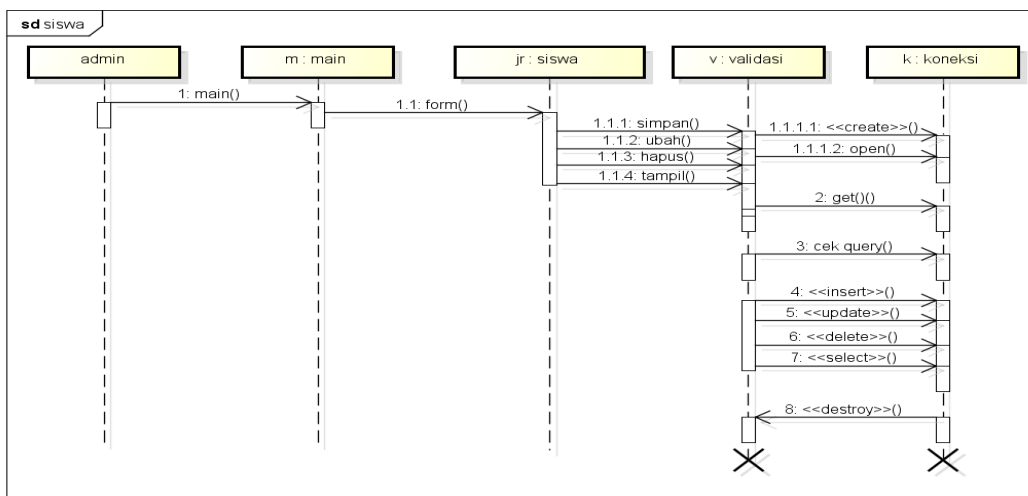 sd siswa
admin
m : main
jr : siswa
v : validasi
k : koneksi
1: main()
1.1: form()
1.1.1: simpan()
1.1.1.1: <<create>>()
1.1.2: ubah()
1.1.1.2: open()
1.1.3: hapus()
1.1.4: tampil()
2: get()()
3: cek query()
4: <<insert>>()
5: <<update>>()
6: <<delete>>()
7: <<select>>()
8: <<destroy>>()